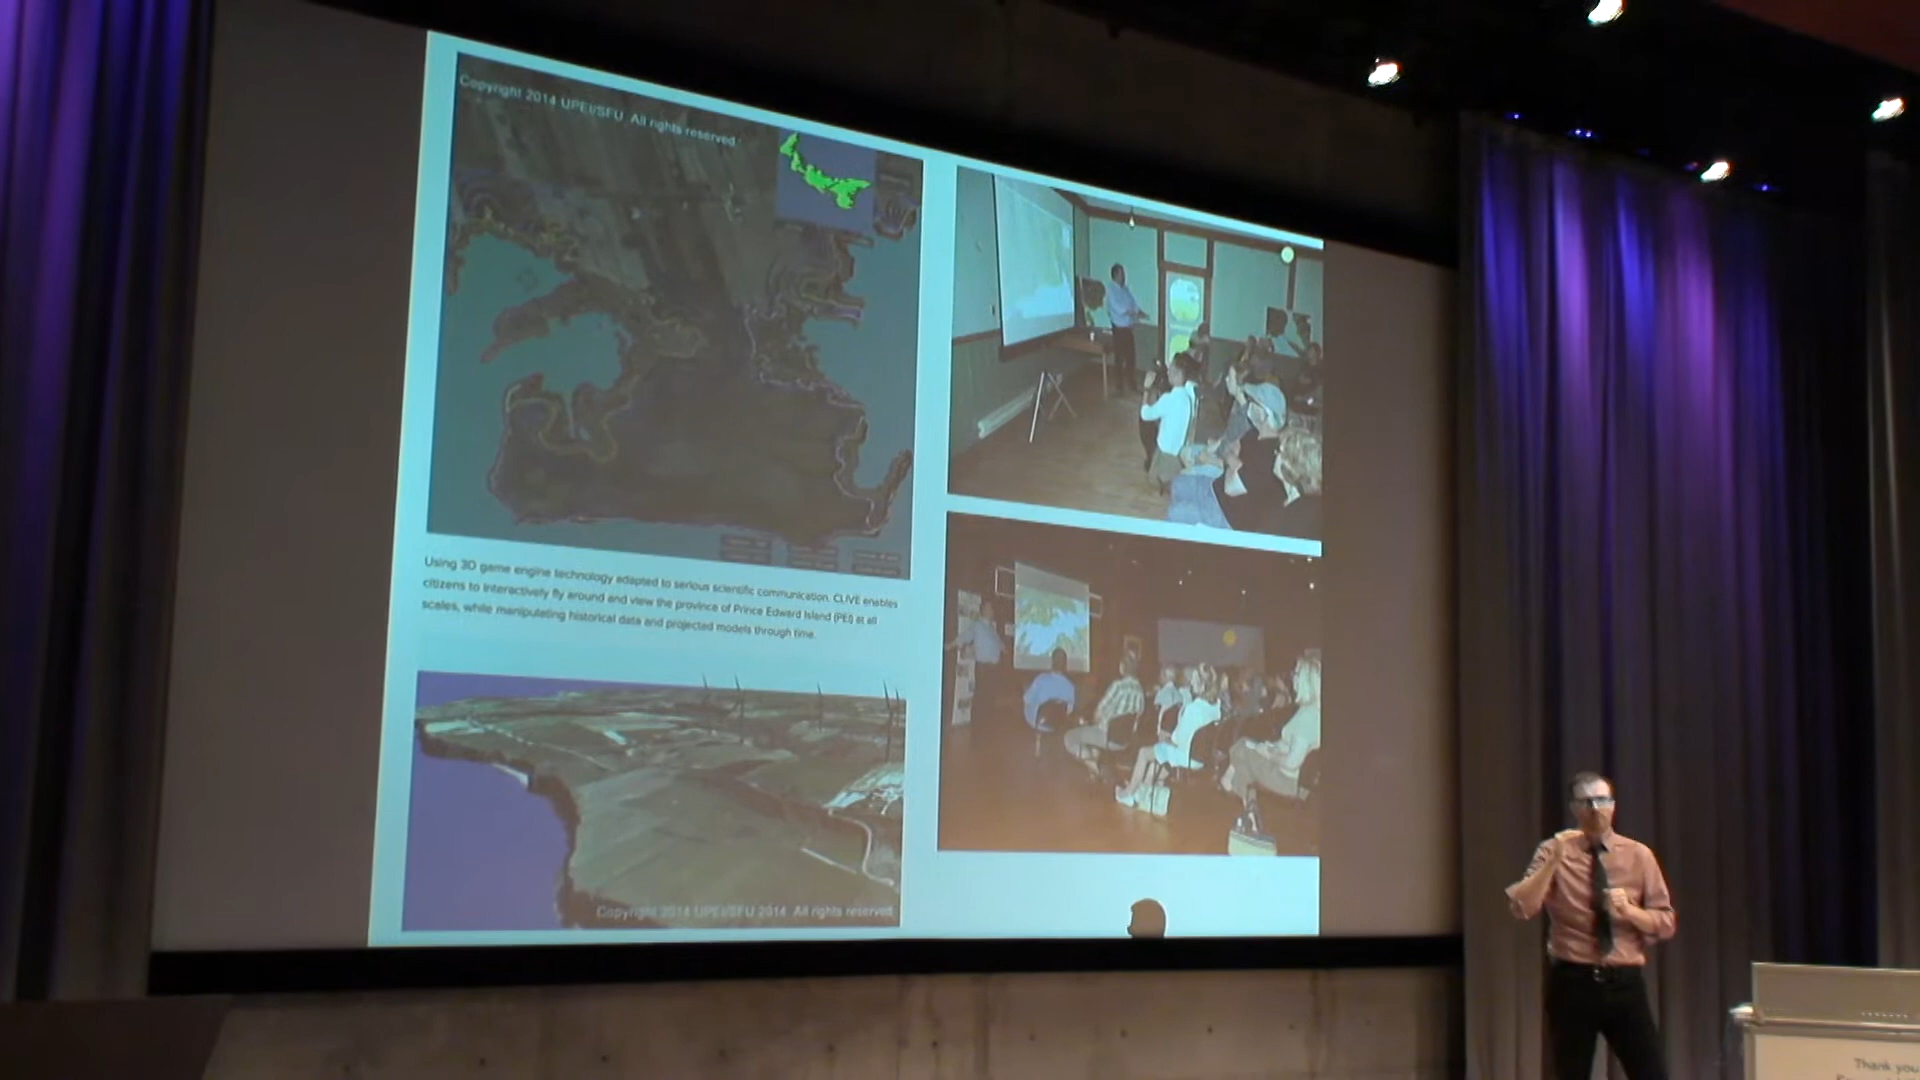 Copyright 2014 UPEI/SFU. All rights reserved.
Using 3D game engine technology adapted to serious scientific communication. CLIVE enables
citizens to interactively fly around and view the province of Prince Edward Island (PEI) at all
scales, while manipulating historical data and projected models through time.
Copyright 2014 UPEI/SFU 2014. All rights reserved.
Thank you